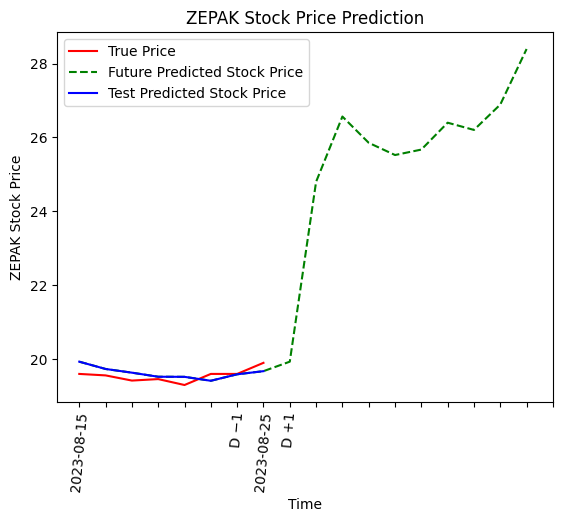 ZEPAK Stock Price Prediction
True Price
Future Predicted Stock Price
Test Predicted Stock Price
ZEPAK Stock Price
28
26
24
22
20
2023-08-15
D −1
2023-08-25
D +1
Time